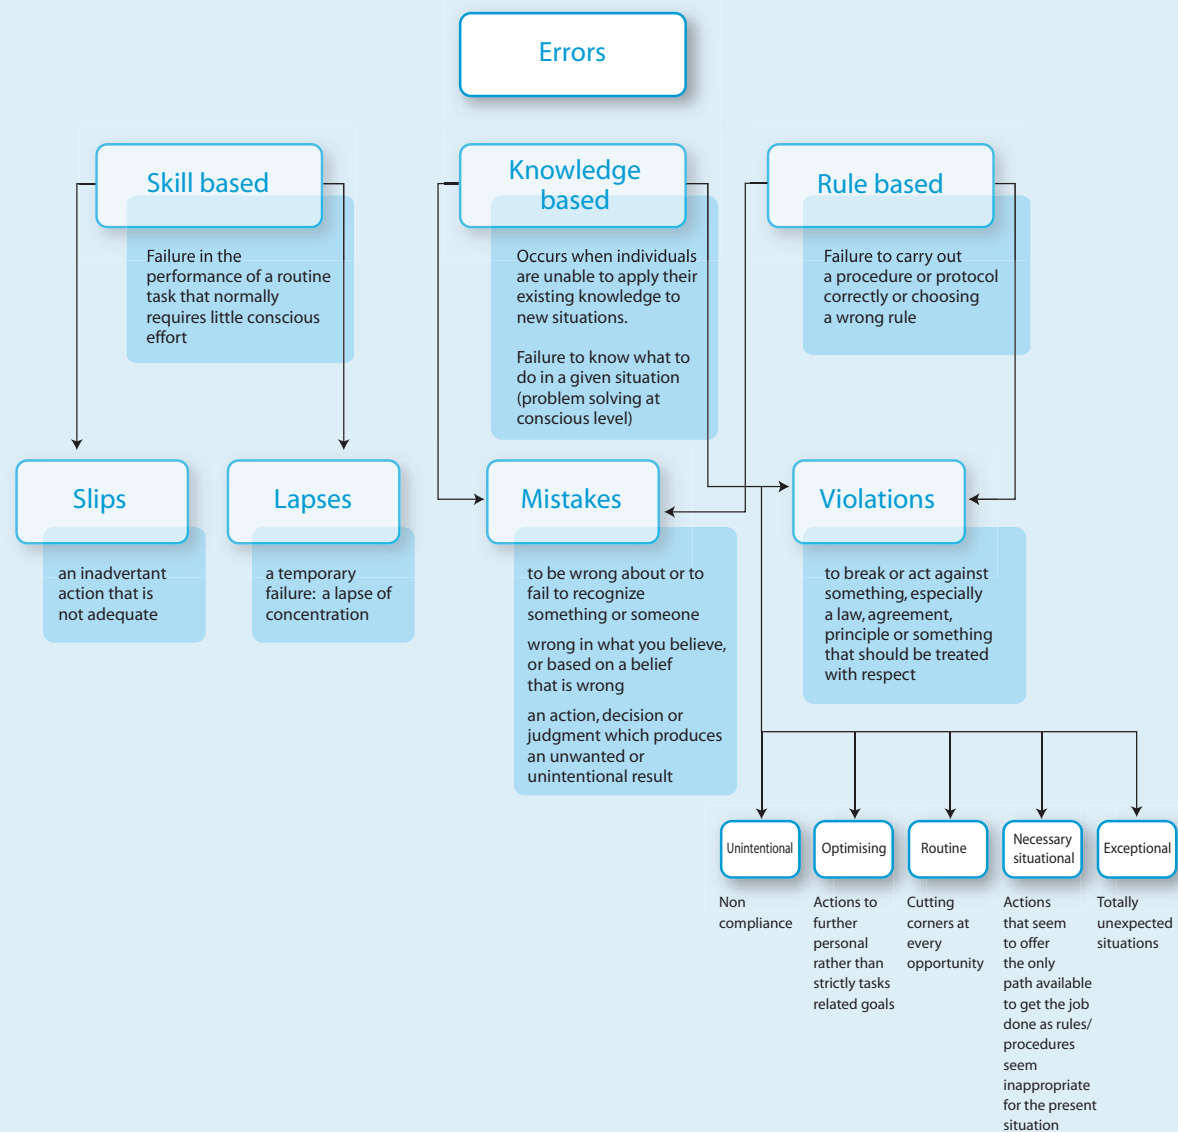 Errors
Skill based
Failure in the
performance of a routine
task that normally
requires little conscious
effort
Knowledge
based
Occurs when individuals
are unable to apply their
existing knowledge to
new situations.
Failure to know what to
do in a given situation
(problem solving at
conscious level)
Rule based
Failure to carry out
a procedure or protocol
correctly or choosing
a wrong rule
Slips
an inadvertant
action that is
not adequate
Lapses
a temporary
failure: a lapse of
concentration
Mistakes
to be wrong about or to
fail to recognize
something or someone
wrong in what you believe,
or based on a belief
that is wrong
an action, decision or
judgment which produces
an unwanted or
unintentional result
Violations
to break or act against
something, especially
a law, agreement,
principle or something
that should be treated
with respect
Unintentional
Non
compliance
Optimising
Actions to
further
personal
rather than
strictly tasks
related goals
Routine
Cutting
corners at
every
opportunity
Necessary
situational
Actions
that seem
to offer
the only
path available
to get the job
done as rules/
procedures
seem
inappropriate
for the present
situation
Exceptional
Totally
unexpected
situations